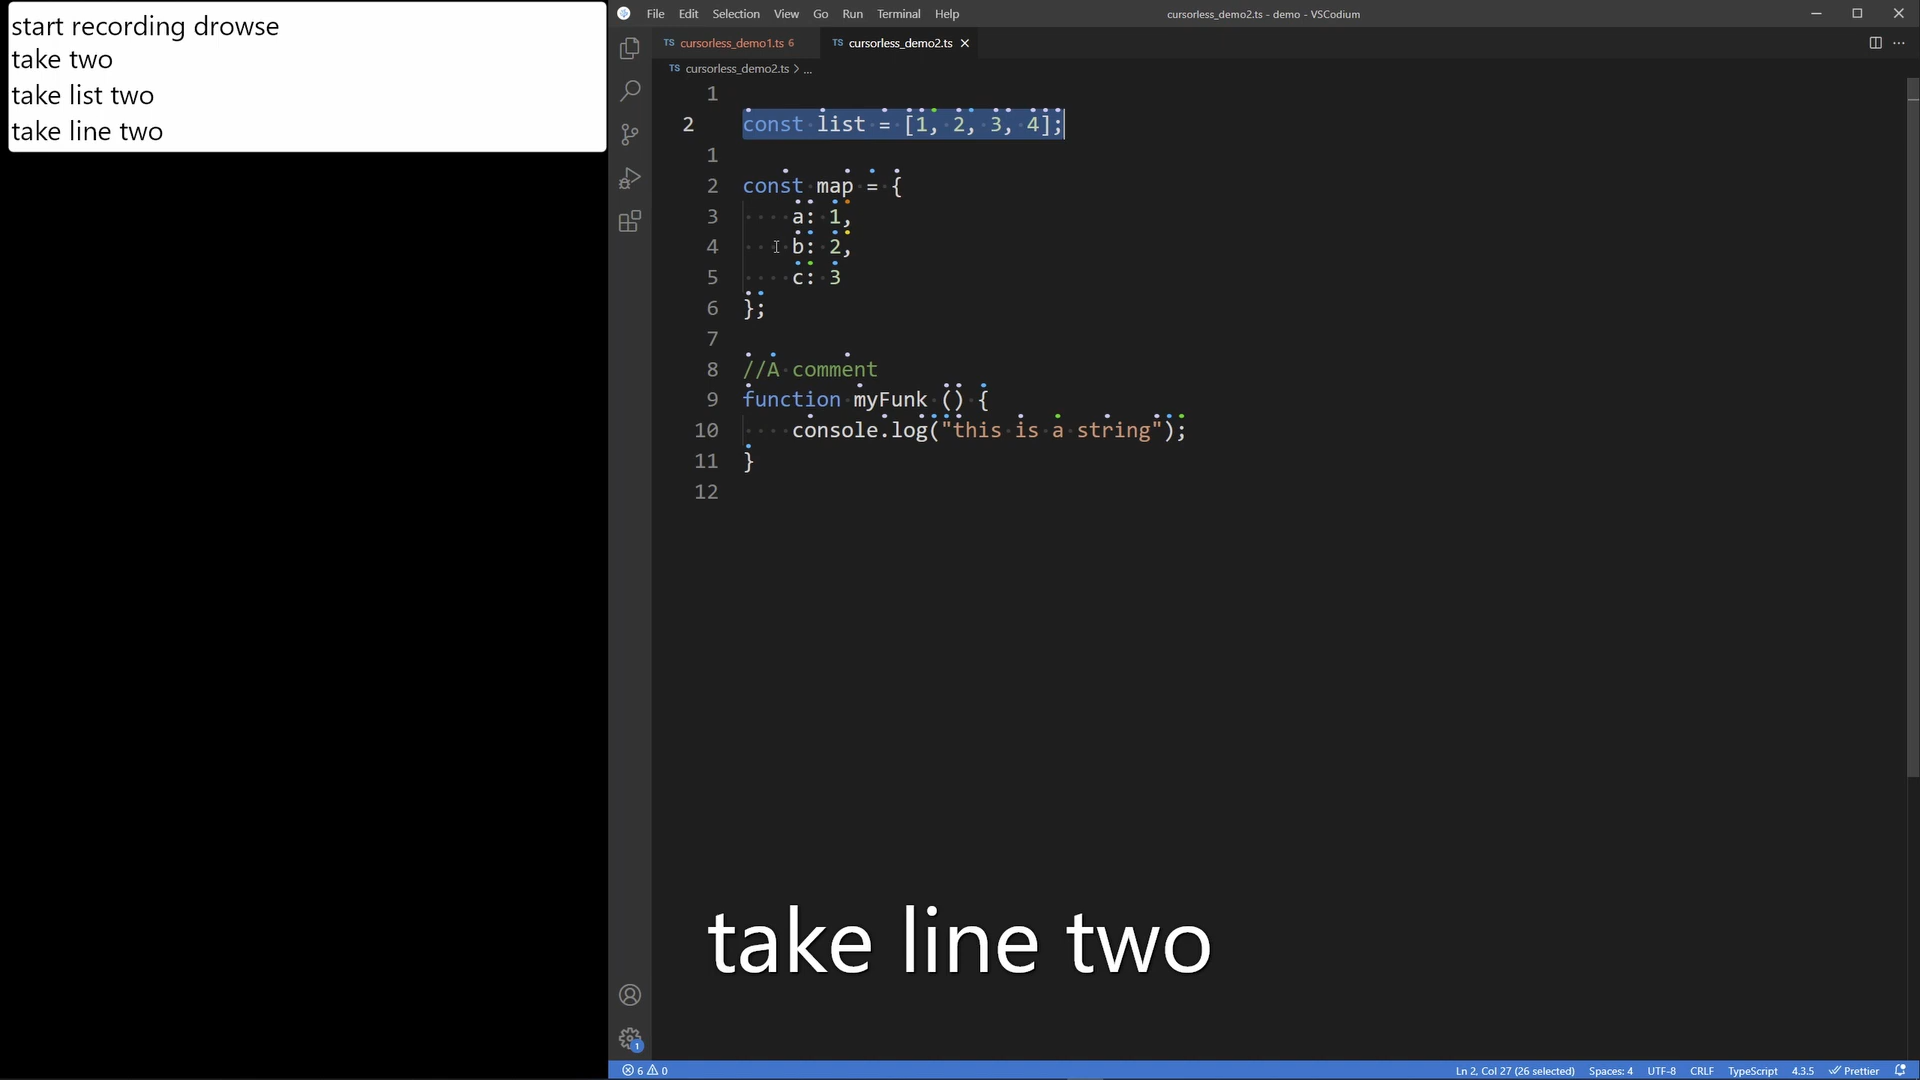 start recording drowse
take two
take list two
take line two
File Edit Selection View Go Run Terminal Help
cursorless_demo2.ts - demo - VSCodium
TS cursorless_demo1.ts 6
TS cursorless_demo2.ts
TS cursorless_demo2.ts > ...
1
2 const list = [1, 2, 3, 4];
1
2 const map = {
3 a: 1,
4 b: 2,
5 c: 3
6 };
7
8 //A comment
9 function myFunk () {
10 console.log("this is a string");
11 }
12
take line two
1
6 0
Ln 2, Col 27 (26 selected) Spaces: 4 UTF-8 CRLF TypeScript 4.3.5 Prettier